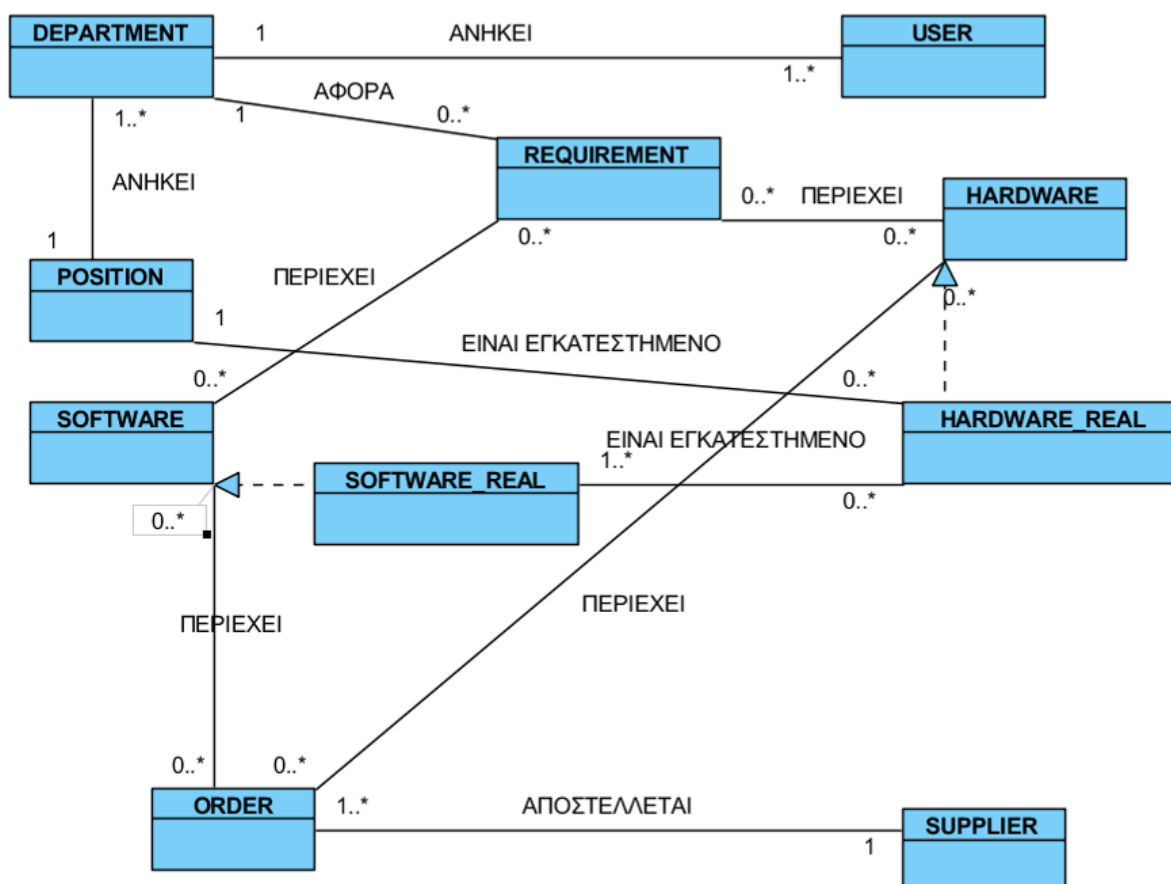 DEPARTMENT
1
ΑΝΗΚΕΙ
USER
1..*
ΑΦΟΡΑ
1..*
1
0..*
REQUIREMENT
ΑΝΗΚΕΙ
0..*
ΠΕΡΙΕΧΕΙ
HARDWARE
1
0..*
0..*
POSITION
ΠΕΡΙΕΧΕΙ
0..*
1
ΕΙΝΑΙ ΕΓΚΑΤΕΣΤΗΜΕΝΟ
0..*
0..*
SOFTWARE
HARDWARE_REAL
ΕΙΝΑΙ ΕΓΚΑΤΕΣΤΗΜΕΝΟ
1..*
SOFTWARE_REAL
0..*
0..*
ΠΕΡΙΕΧΕΙ
ΠΕΡΙΕΧΕΙ
0..*
0..*
ORDER
1..*
ΑΠΟΣΤΕΛΛΕΤΑΙ
1
SUPPLIER